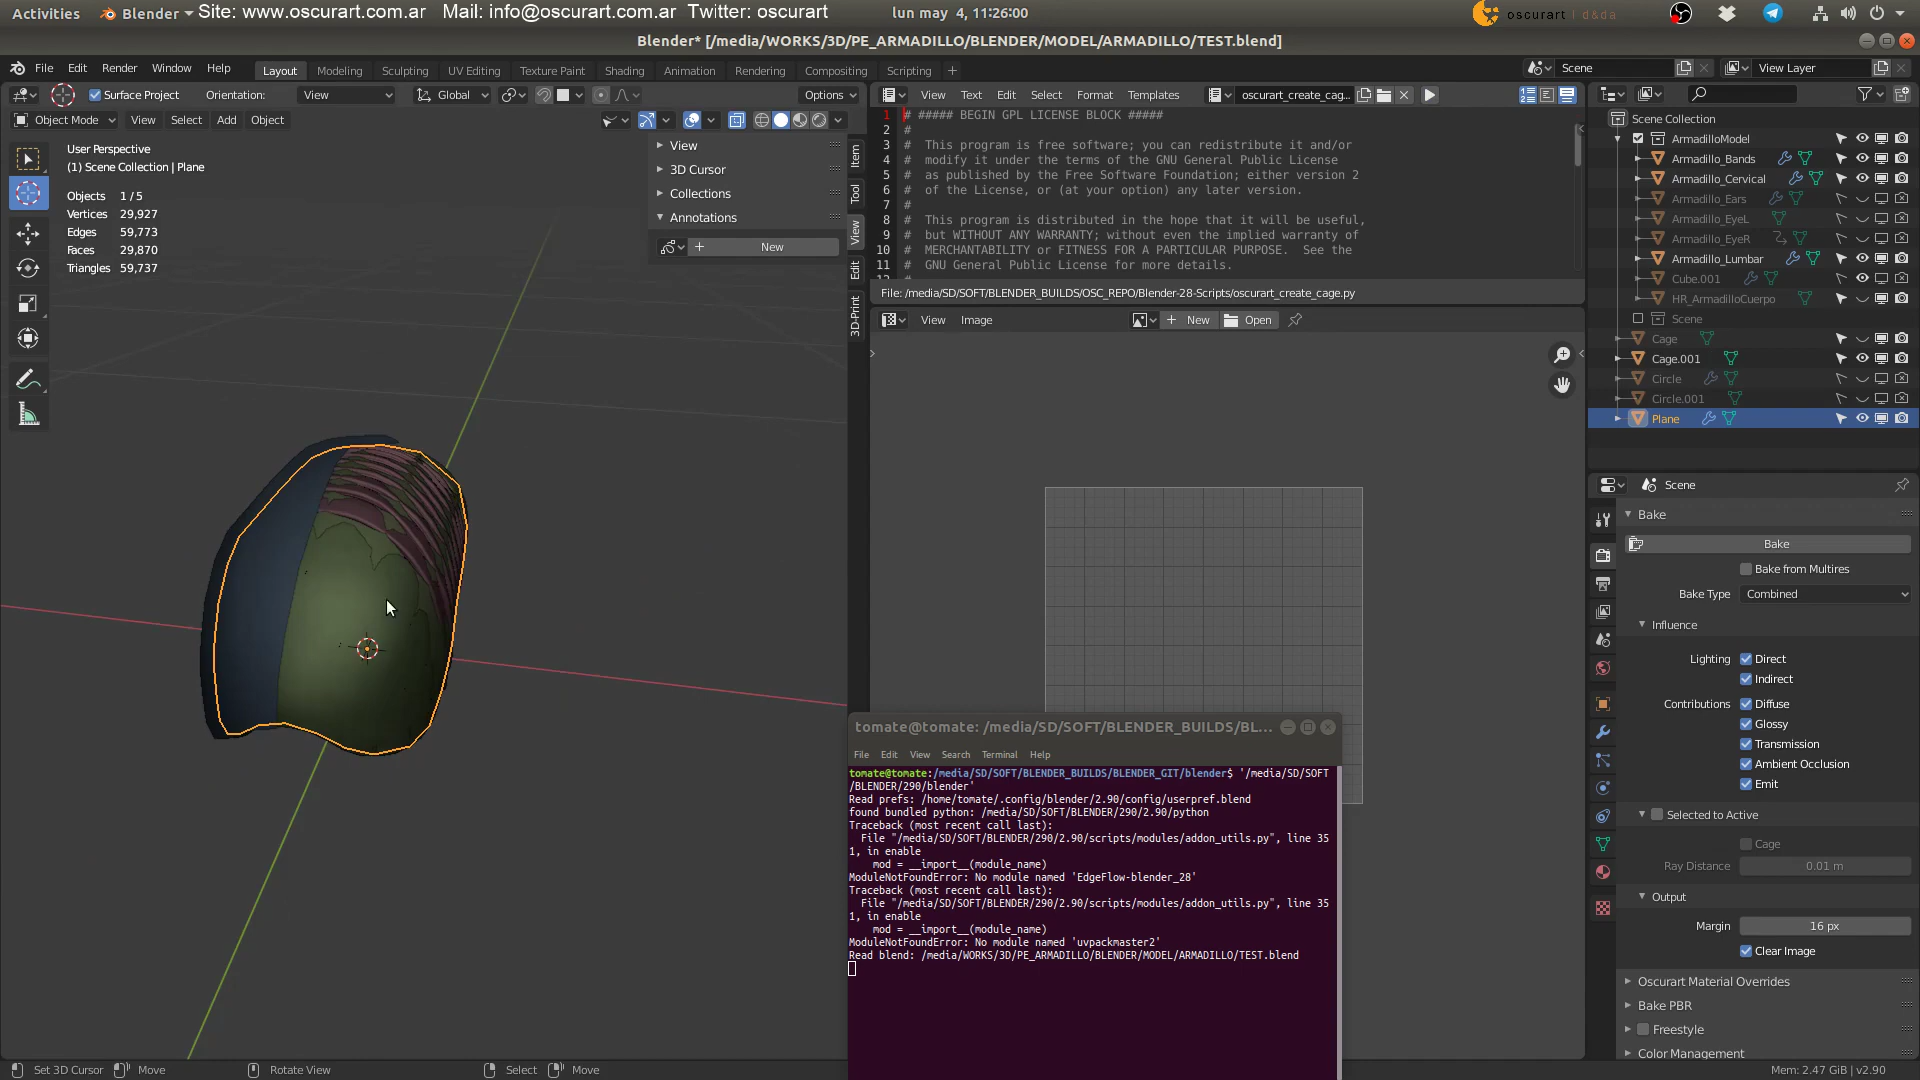 Activities
Blender
Site: www.oscurart.com.ar Mail: info@oscurart.com.ar Twitter: oscurart
lun may 4, 11:26:00
oscurart | d&da
Blender* [/media/WORKS/3D/PE_ARMADILLO/BLENDER/MODEL/ARMADILLO/TEST.blend]
File Edit Render Window Help
Layout Modeling Sculpting UV Editing Texture Paint Shading Animation Rendering Compositing Scripting +
Scene
View Layer
Surface Project Orientation: View Global Options
Object Mode View Select Add Object
User Perspective
(1) Scene Collection | Plane
Objects 1 / 5
Vertices 29,927
Edges 59,773
Faces 29,870
Triangles 59,737
View
3D Cursor
Collections
Annotations
New
Item
Tool
View
Edit
3D-Print
View Text Edit Select Format Templates
oscurart_create_cag...
1 # ##### BEGIN GPL LICENSE BLOCK #####
2 #
3 # This program is free software; you can redistribute it and/or
4 # modify it under the terms of the GNU General Public License
5 # as published by the Free Software Foundation; either version 2
6 # of the License, or (at your option) any later version.
7 #
8 # This program is distributed in the hope that it will be useful,
9 # but WITHOUT ANY WARRANTY; without even the implied warranty of
10 # MERCHANTABILITY or FITNESS FOR A PARTICULAR PURPOSE. See the
11 # GNU General Public License for more details.
File: /media/SD/SOFT/BLENDER_BUILDS/OSC_REPO/Blender-28-Scripts/oscurart_create_cage.py
View Image
New Open
tomate@tomate: /media/SD/SOFT/BLENDER_BUILDS/BL...
File Edit View Search Terminal Help
tomate@tomate:/media/SD/SOFT/BLENDER_BUILDS/BLENDER_GIT/blender$ '/media/SD/SOFT
/BLENDER/290/blender'
Read prefs: /home/tomate/.config/blender/2.90/config/userpref.blend
found bundled python: /media/SD/SOFT/BLENDER/290/2.90/python
Traceback (most recent call last):
File "/media/SD/SOFT/BLENDER/290/2.90/scripts/modules/addon_utils.py", line 35
1, in enable
mod = __import__(module_name)
ModuleNotFoundError: No module named 'EdgeFlow-blender_28'
Traceback (most recent call last):
File "/media/SD/SOFT/BLENDER/290/2.90/scripts/modules/addon_utils.py", line 35
1, in enable
mod = __import__(module_name)
ModuleNotFoundError: No module named 'uvpackmaster2'
Read blend: /media/WORKS/3D/PE_ARMADILLO/BLENDER/MODEL/ARMADILLO/TEST.blend
Scene Collection
ArmadilloModel
Armadillo_Bands
Armadillo_Cervical
Armadillo_Ears
Armadillo_EyeL
Armadillo_EyeR
Armadillo_Lumbar
Cube.001
HR_ArmadilloCuerpo
Scene
Cage
Cage.001
Circle
Circle.001
Plane
Scene
Bake
Bake
Bake from Multires
Bake Type Combined
Influence
Lighting Direct
Indirect
Contributions Diffuse
Glossy
Transmission
Ambient Occlusion
Emit
Selected to Active
Cage
Ray Distance 0.01 m
Output
Margin 16 px
Clear Image
Oscurart Material Overrides
Bake PBR
Freestyle
Color Management
Set 3D Cursor Move Rotate View Select Move
Mem: 2.47 GiB | v2.90